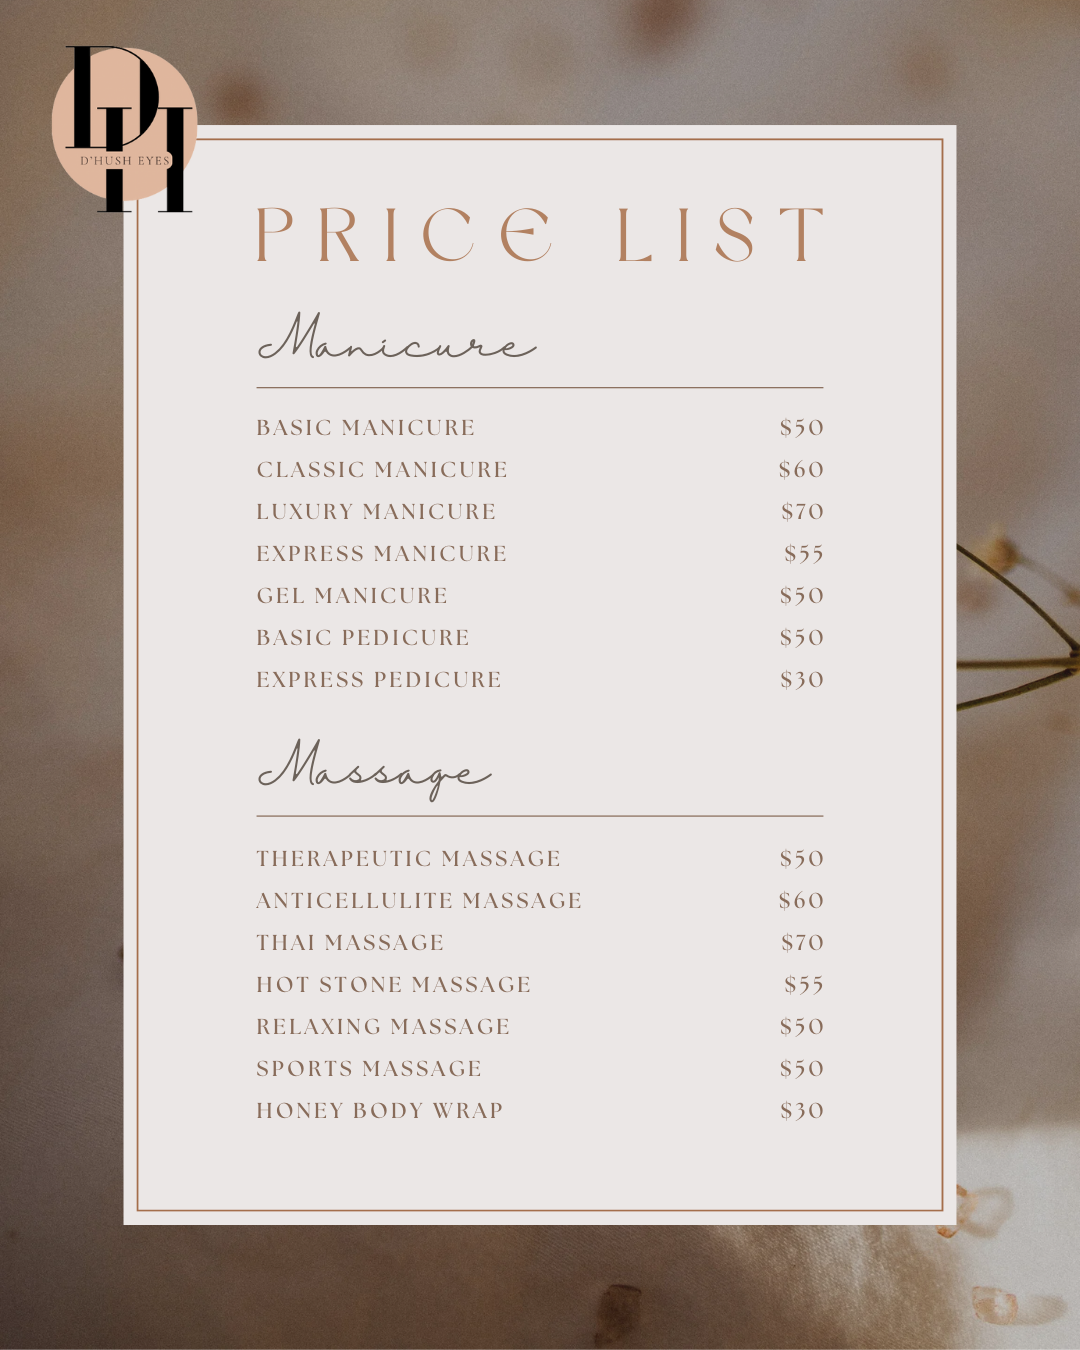 DH
D'HUSH EYES
PRICE LIST
Manicure
BASIC MANICURE $50
CLASSIC MANICURE $60
LUXURY MANICURE $70
EXPRESS MANICURE $55
GEL MANICURE $50
BASIC PEDICURE $50
EXPRESS PEDICURE $30
Massage
THERAPEUTIC MASSAGE $50
ANTICELLULITE MASSAGE $60
THAI MASSAGE $70
HOT STONE MASSAGE $55
RELAXING MASSAGE $50
SPORTS MASSAGE $50
HONEY BODY WRAP $30